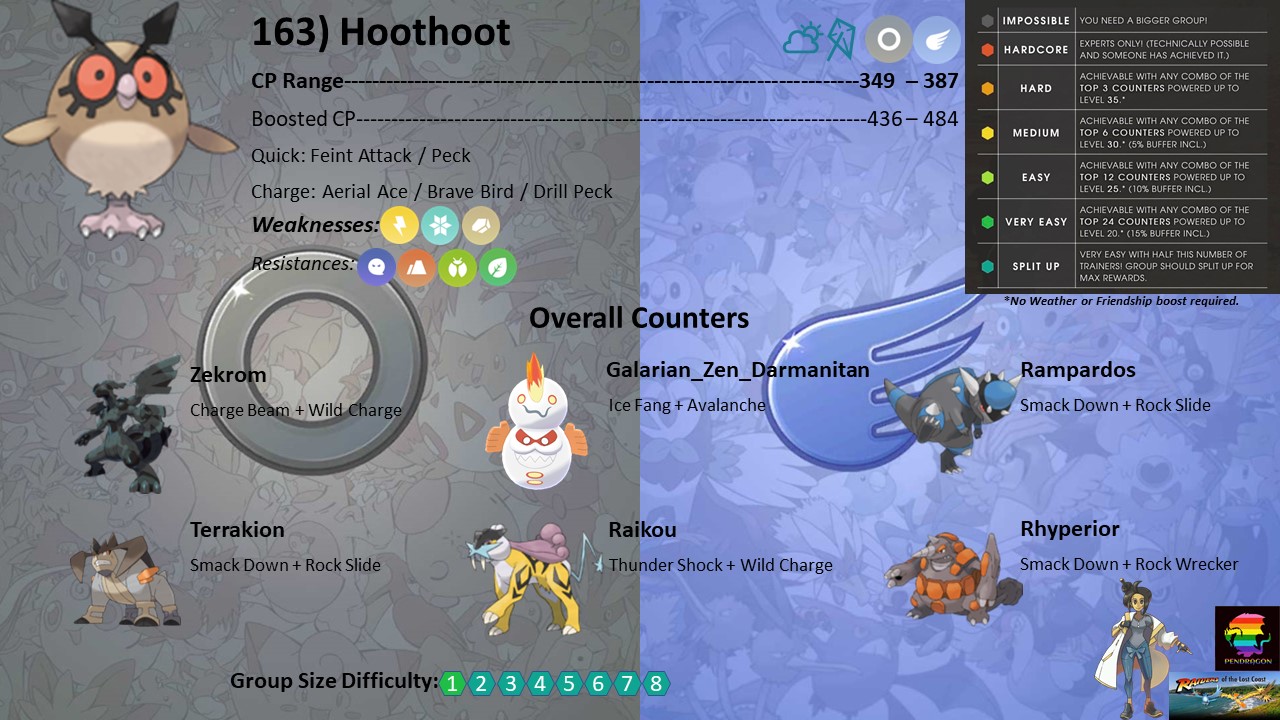 163) Hoothoot
CP Range---349 – 387
Boosted CP---436 – 484
Quick: Feint Attack / Peck
Charge: Aerial Ace / Brave Bird / Drill Peck
Weaknesses:
Resistances:
IMPOSSIBLE YOU NEED A BIGGER GROUP!
HARDCORE EXPERTS ONLY! (TECHNICALLY POSSIBLE
AND SOMEONE HAS ACHIEVED IT.)
HARD ACHIEVABLE WITH ANY COMBO OF THE
TOP 3 COUNTERS POWERED UP TO
LEVEL 35.*
MEDIUM ACHIEVABLE WITH ANY COMBO OF THE
TOP 6 COUNTERS POWERED UP TO
LEVEL 30.* (5% BUFFER INCL.)
EASY ACHIEVABLE WITH ANY COMBO OF THE
TOP 12 COUNTERS POWERED UP TO
LEVEL 25.* (10% BUFFER INCL.)
VERY EASY ACHIEVABLE WITH ANY COMBO OF THE
TOP 24 COUNTERS POWERED UP TO
LEVEL 20.* (15% BUFFER INCL.)
SPLIT UP VERY EASY WITH HALF THIS NUMBER OF
TRAINERS! GROUP SHOULD SPLIT UP FOR
MAX REWARDS.
*No Weather or Friendship boost required.
Overall Counters
Zekrom
Charge Beam + Wild Charge
Galarian_Zen_Darmanitan
Ice Fang + Avalanche
Rampardos
Smack Down + Rock Slide
Terrakion
Smack Down + Rock Slide
Raikou
Thunder Shock + Wild Charge
Rhyperior
Smack Down + Rock Wrecker
Group Size Difficulty: 1 2 3 4 5 6 7 8
PENDRAGON
RAIDERS of the Lost Coast